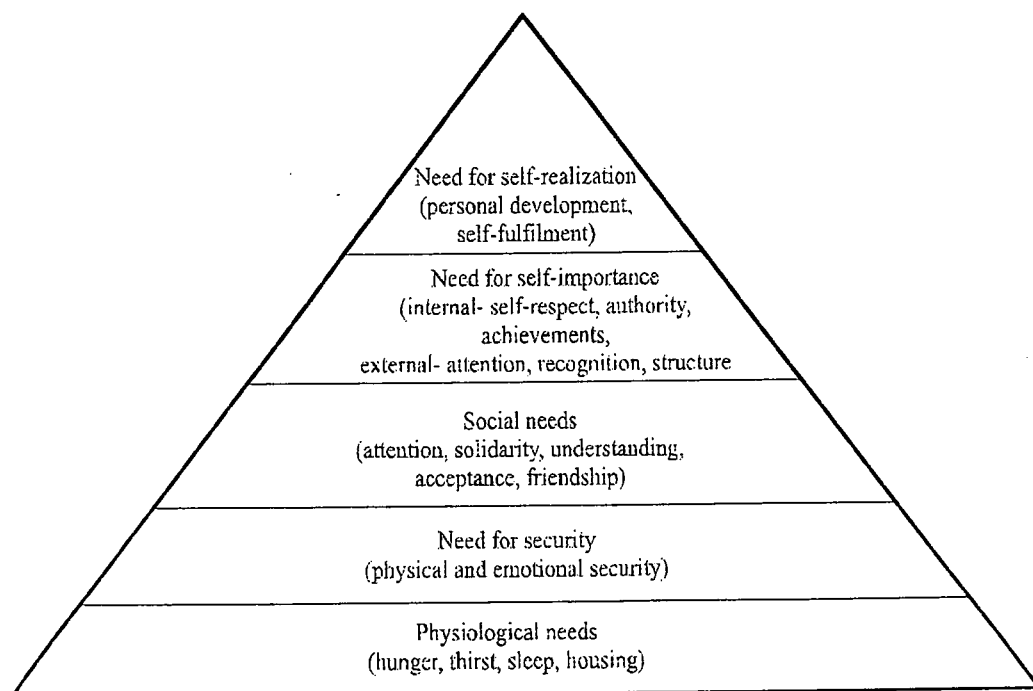 Need for self-realization
(personal development,
self-fulfilment)
Need for self-importance
(internal- self-respect, authority,
achievements,
external- attention, recognition, structure
Social needs
(attention, solidarity, understanding,
acceptance, friendship)
Need for security
(physical and emotional security)
Physiological needs
(hunger, thirst, sleep, housing)